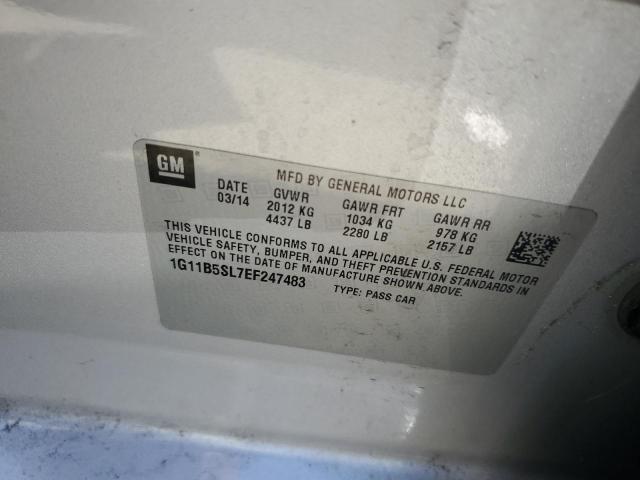 GM
MFD BY GENERAL MOTORS LLC
DATE GVWR GAWR FRT GAWR RR
03/14 2012 KG 1034 KG 978 KG
4437 LB 2280 LB 2157 LB
THIS VEHICLE CONFORMS TO ALL APPLICABLE U.S. FEDERAL MOTOR
VEHICLE SAFETY, BUMPER, AND THEFT PREVENTION STANDARDS IN
EFFECT ON THE DATE OF MANUFACTURE SHOWN ABOVE.
1G11B5SL7EF247483 TYPE: PASS CAR